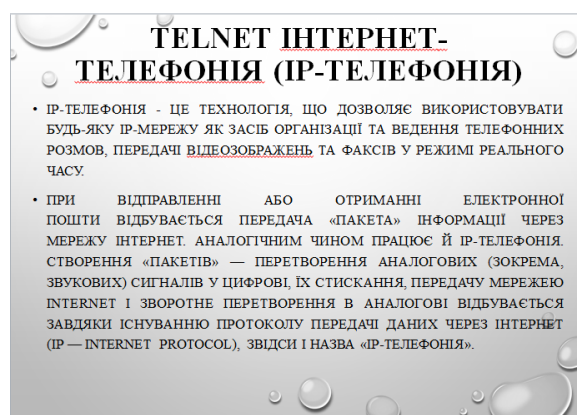 TELNET ІНТЕРНЕТ-
ТЕЛЕФОНІЯ (IP-ТЕЛЕФОНІЯ)
• IP-ТЕЛЕФОНІЯ - ЦЕ ТЕХНОЛОГІЯ, ЩО ДОЗВОЛЯЄ ВИКОРИСТОВУВАТИ
БУДЬ-ЯКУ IP-МЕРЕЖУ ЯК ЗАСІБ ОРГАНІЗАЦІЇ ТА ВЕДЕННЯ ТЕЛЕФОННИХ
РОЗМОВ, ПЕРЕДАЧІ ВІДЕОЗОБРАЖЕНЬ ТА ФАКСІВ У РЕЖИМІ РЕАЛЬНОГО
ЧАСУ.
• ПРИ ВІДПРАВЛЕННІ АБО ОТРИМАННІ ЕЛЕКТРОННОЇ
ПОШТИ ВІДБУВАЄТЬСЯ ПЕРЕДАЧА «ПАКЕТА» ІНФОРМАЦІЇ ЧЕРЕЗ
МЕРЕЖУ ІНТЕРНЕТ. АНАЛОГІЧНИМ ЧИНОМ ПРАЦЮЄ Й IP-ТЕЛЕФОНІЯ.
СТВОРЕННЯ «ПАКЕТІВ» — ПЕРЕТВОРЕННЯ АНАЛОГОВИХ (ЗОКРЕМА,
ЗВУКОВИХ) СИГНАЛІВ У ЦИФРОВІ, ЇХ СТИСКАННЯ, ПЕРЕДАЧУ МЕРЕЖЕЮ
INTERNET І ЗВОРОТНЕ ПЕРЕТВОРЕННЯ В АНАЛОГОВІ ВІДБУВАЄТЬСЯ
ЗАВДЯКИ ІСНУВАННЮ ПРОТОКОЛУ ПЕРЕДАЧІ ДАНИХ ЧЕРЕЗ ІНТЕРНЕТ
(IP — INTERNET PROTOCOL), ЗВІДСИ І НАЗВА «IP-ТЕЛЕФОНІЯ».